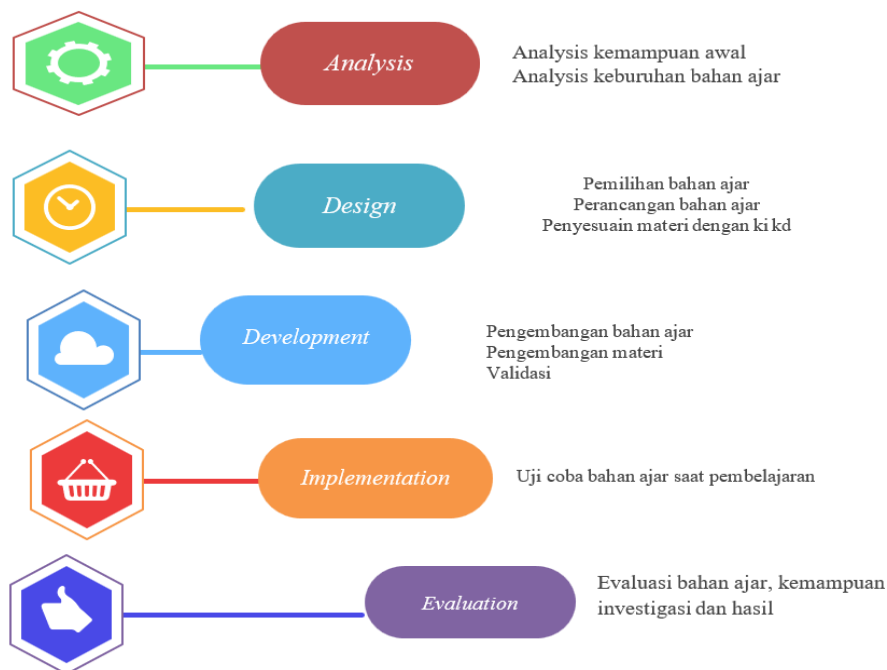 Analysis
Analysis kemampuan awal
Analysis keburuhan bahan ajar
Design
Pemilihan bahan ajar
Perancangan bahan ajar
Penyesuain materi dengan ki kd
Development
Pengembangan bahan ajar
Pengembangan materi
Validasi
Implementation
Uji coba bahan ajar saat pembelajaran
Evaluation
Evaluasi bahan ajar, kemampuan
investigasi dan hasil